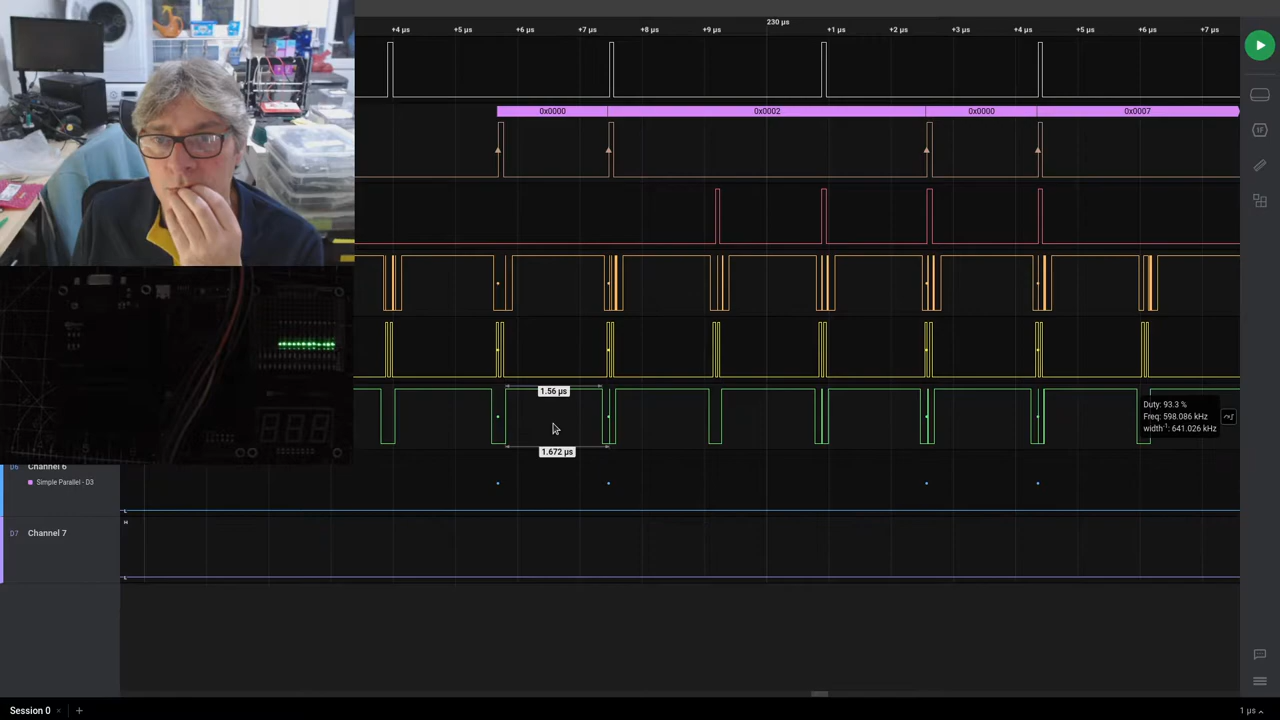 230 µs
+4 µs +5 µs +6 µs +7 µs +8 µs +9 µs +1 µs +2 µs +3 µs +4 µs +5 µs +6 µs +7 µs
0x0000 0x0002 0x0000 0x0007
1.56 µs
1.672 µs
Duty: 93.3 %
Freq: 598.086 kHz
width⁻¹: 641.026 kHz
D6 Channel 6
Simple Parallel - D3
D7 Channel 7
H
L
L
1F
Session 0 × +
1 µs